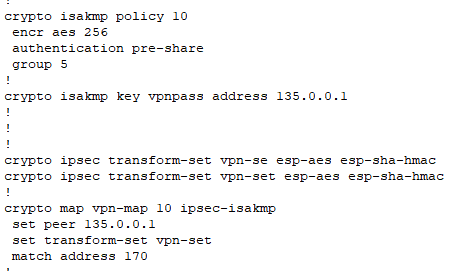 !
crypto isakmp policy 10
 encr aes 256
 authentication pre-share
 group 5
!
crypto isakmp key vpnpass address 135.0.0.1
!
!
!
crypto ipsec transform-set vpn-se esp-aes esp-sha-hmac
crypto ipsec transform-set vpn-set esp-aes esp-sha-hmac
!
crypto map vpn-map 10 ipsec-isakmp
 set peer 135.0.0.1
 set transform-set vpn-set
 match address 170
!